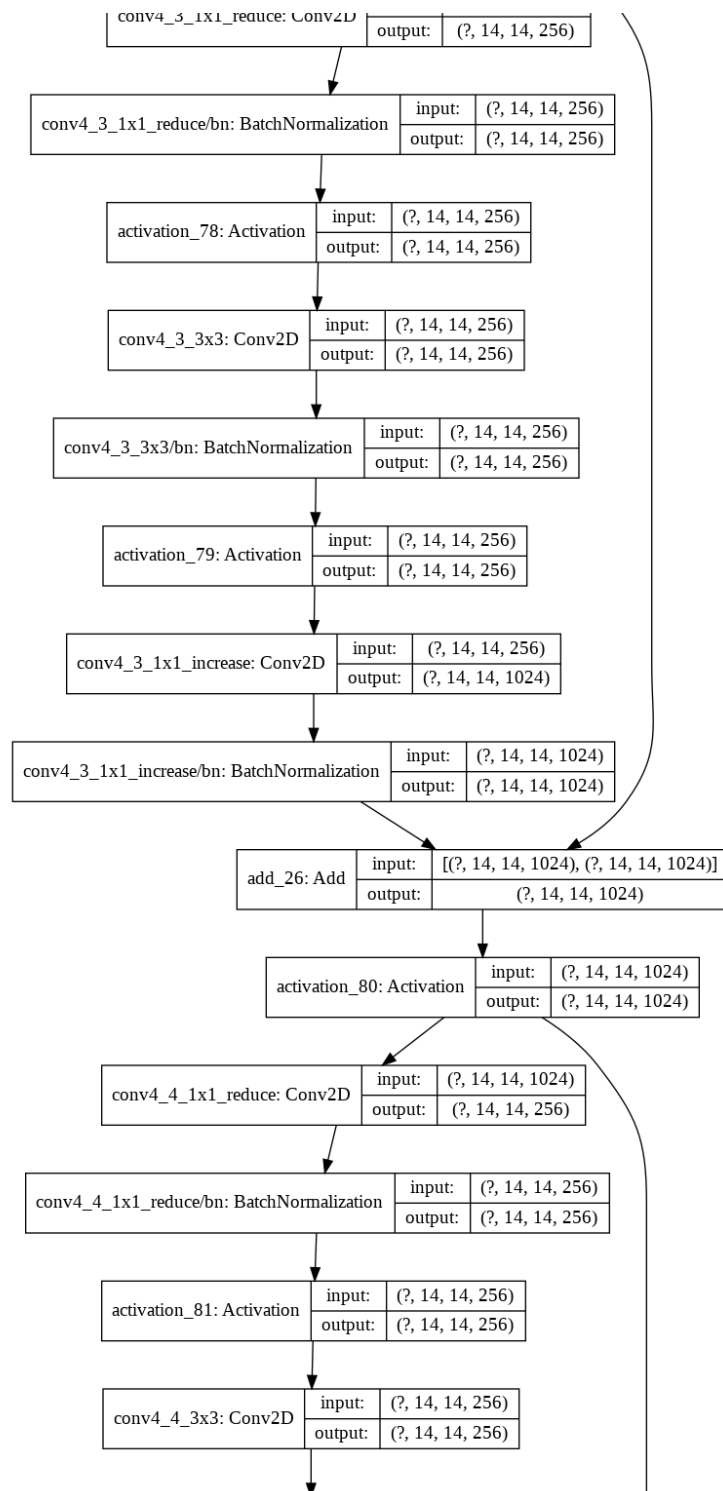 conv4_3_1x1_reduce: Conv2D
output: (?, 14, 14, 256)
conv4_3_1x1_reduce/bn: BatchNormalization
input: (?, 14, 14, 256)
output: (?, 14, 14, 256)
activation_78: Activation
input: (?, 14, 14, 256)
output: (?, 14, 14, 256)
conv4_3_3x3: Conv2D
input: (?, 14, 14, 256)
output: (?, 14, 14, 256)
conv4_3_3x3/bn: BatchNormalization
input: (?, 14, 14, 256)
output: (?, 14, 14, 256)
activation_79: Activation
input: (?, 14, 14, 256)
output: (?, 14, 14, 256)
conv4_3_1x1_increase: Conv2D
input: (?, 14, 14, 256)
output: (?, 14, 14, 1024)
conv4_3_1x1_increase/bn: BatchNormalization
input: (?, 14, 14, 1024)
output: (?, 14, 14, 1024)
add_26: Add
input: [(?, 14, 14, 1024), (?, 14, 14, 1024)]
output: (?, 14, 14, 1024)
activation_80: Activation
input: (?, 14, 14, 1024)
output: (?, 14, 14, 1024)
conv4_4_1x1_reduce: Conv2D
input: (?, 14, 14, 1024)
output: (?, 14, 14, 256)
conv4_4_1x1_reduce/bn: BatchNormalization
input: (?, 14, 14, 256)
output: (?, 14, 14, 256)
activation_81: Activation
input: (?, 14, 14, 256)
output: (?, 14, 14, 256)
conv4_4_3x3: Conv2D
input: (?, 14, 14, 256)
output: (?, 14, 14, 256)